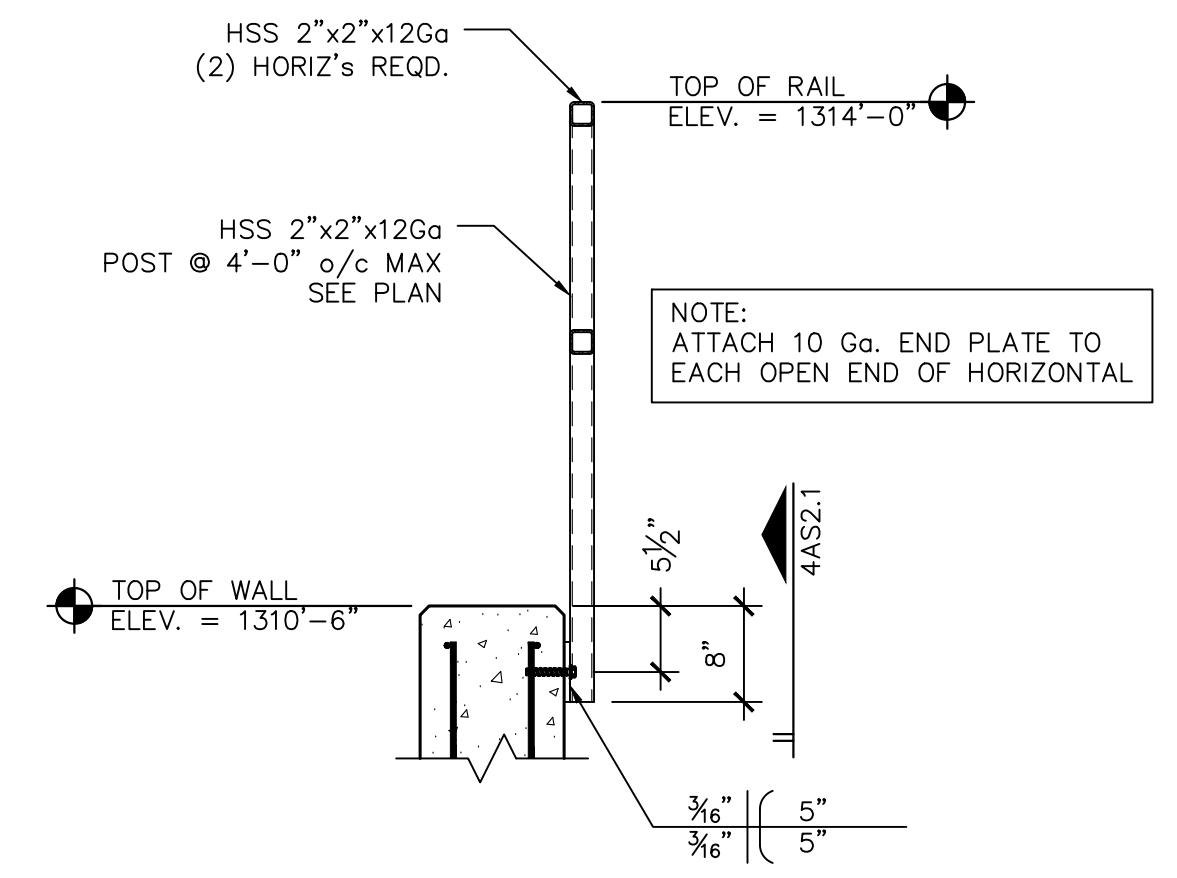 HSS 2”x2”x12Ga
(2) HORIZ's REQD.
TOP OF RAIL
ELEV. = 1314'-0”
HSS 2”x2”x12Ga
POST @ 4'-0” o/c MAX
SEE PLAN
NOTE:
ATTACH 10 Ga. END PLATE TO
EACH OPEN END OF HORIZONTAL
4AS2.1
5½”
8”
TOP OF WALL
ELEV. = 1310'-6”
3/16” 5”
3/16” 5”